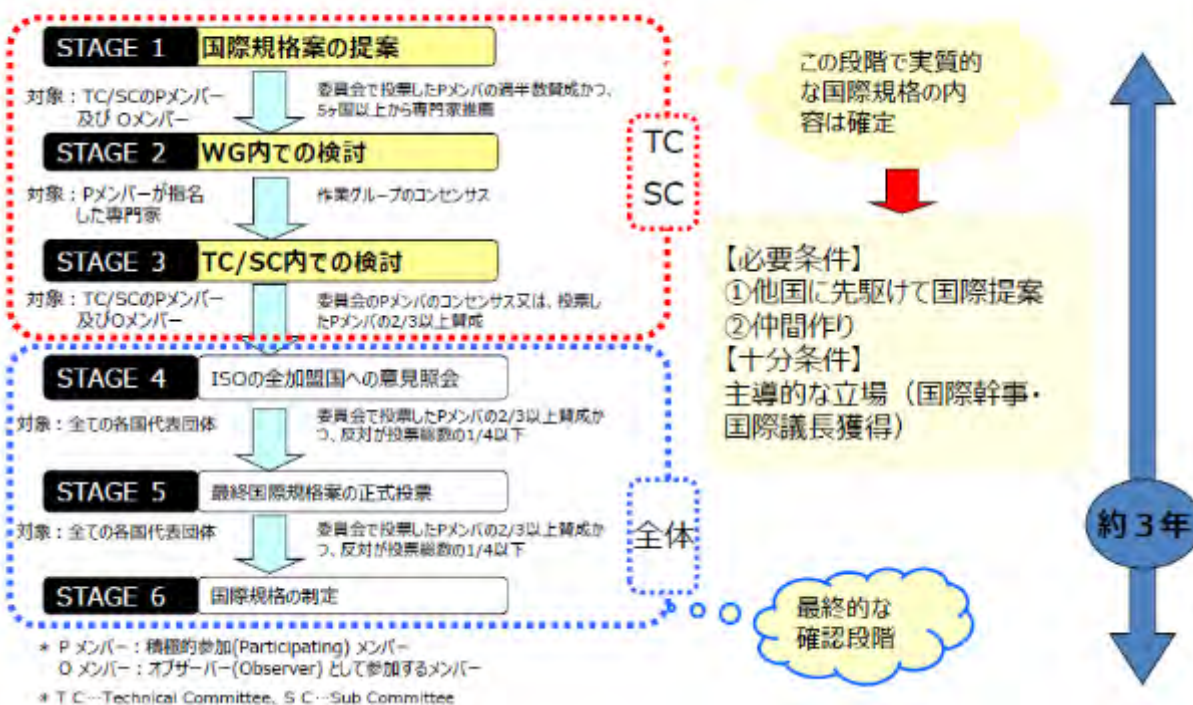 STAGE 1 国際規格案の提案
対象：TC/SCのPメンバー
及び Oメンバー
委員会で投票したPメンバの過半数賛成かつ、
5ヶ国以上から専門家推薦
STAGE 2 WG内での検討
対象：Pメンバーが指名
した専門家
作業グループのコンセンサス
STAGE 3 TC/SC内での検討
対象：TC/SCのPメンバー
及びOメンバー
委員会のPメンバのコンセンサス又は、投票し
たPメンバの2/3以上賛成
TC
SC
STAGE 4 ISOの全加盟国への意見照会
対象：全ての各国代表団体
委員会で投票したPメンバの2/3以上賛成か
つ、反対が投票総数の1/4以下
STAGE 5 最終国際規格案の正式投票
対象：全ての各国代表団体
委員会で投票したPメンバの2/3以上賛成か
つ、反対が投票総数の1/4以下
STAGE 6 国際規格の制定
全体
この段階で実質的
な国際規格の内
容は確定
【必要条件】
①他国に先駆けて国際提案
②仲間作り
【十分条件】
主導的な立場（国際幹事・
国際議長獲得）
約３年
最終的な
確認段階
* P メンバー：積極的参加(Participating) メンバー
O メンバー：オブザーバー(Observer) として参加するメンバー
* T C…Technical Committee、S C…Sub Committee